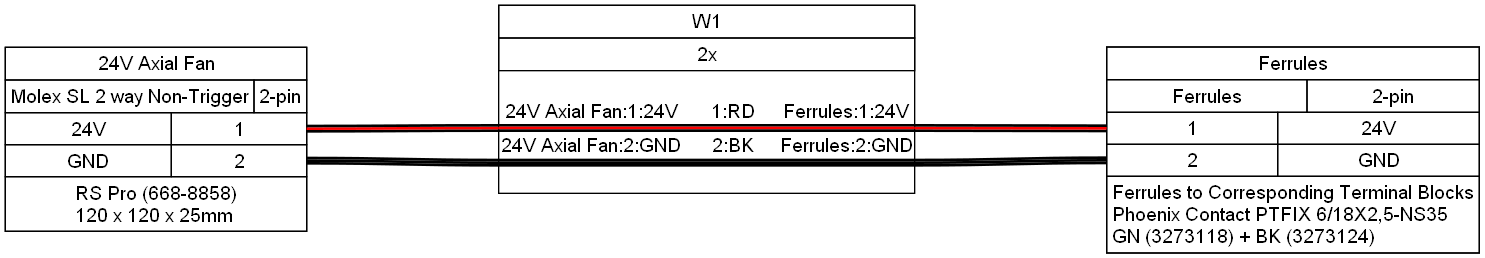 24V Axial Fan
Molex SL 2 way Non-Trigger 2-pin
24V 1
GND 2
RS Pro (668-8858)
120 x 120 x 25mm
W1
2x
24V Axial Fan:1:24V 1:RD Ferrules:1:24V
24V Axial Fan:2:GND 2:BK Ferrules:2:GND
Ferrules
Ferrules 2-pin
1 24V
2 GND
Ferrules to Corresponding Terminal Blocks
Phoenix Contact PTFIX 6/18X2,5-NS35
GN (3273118) + BK (3273124)